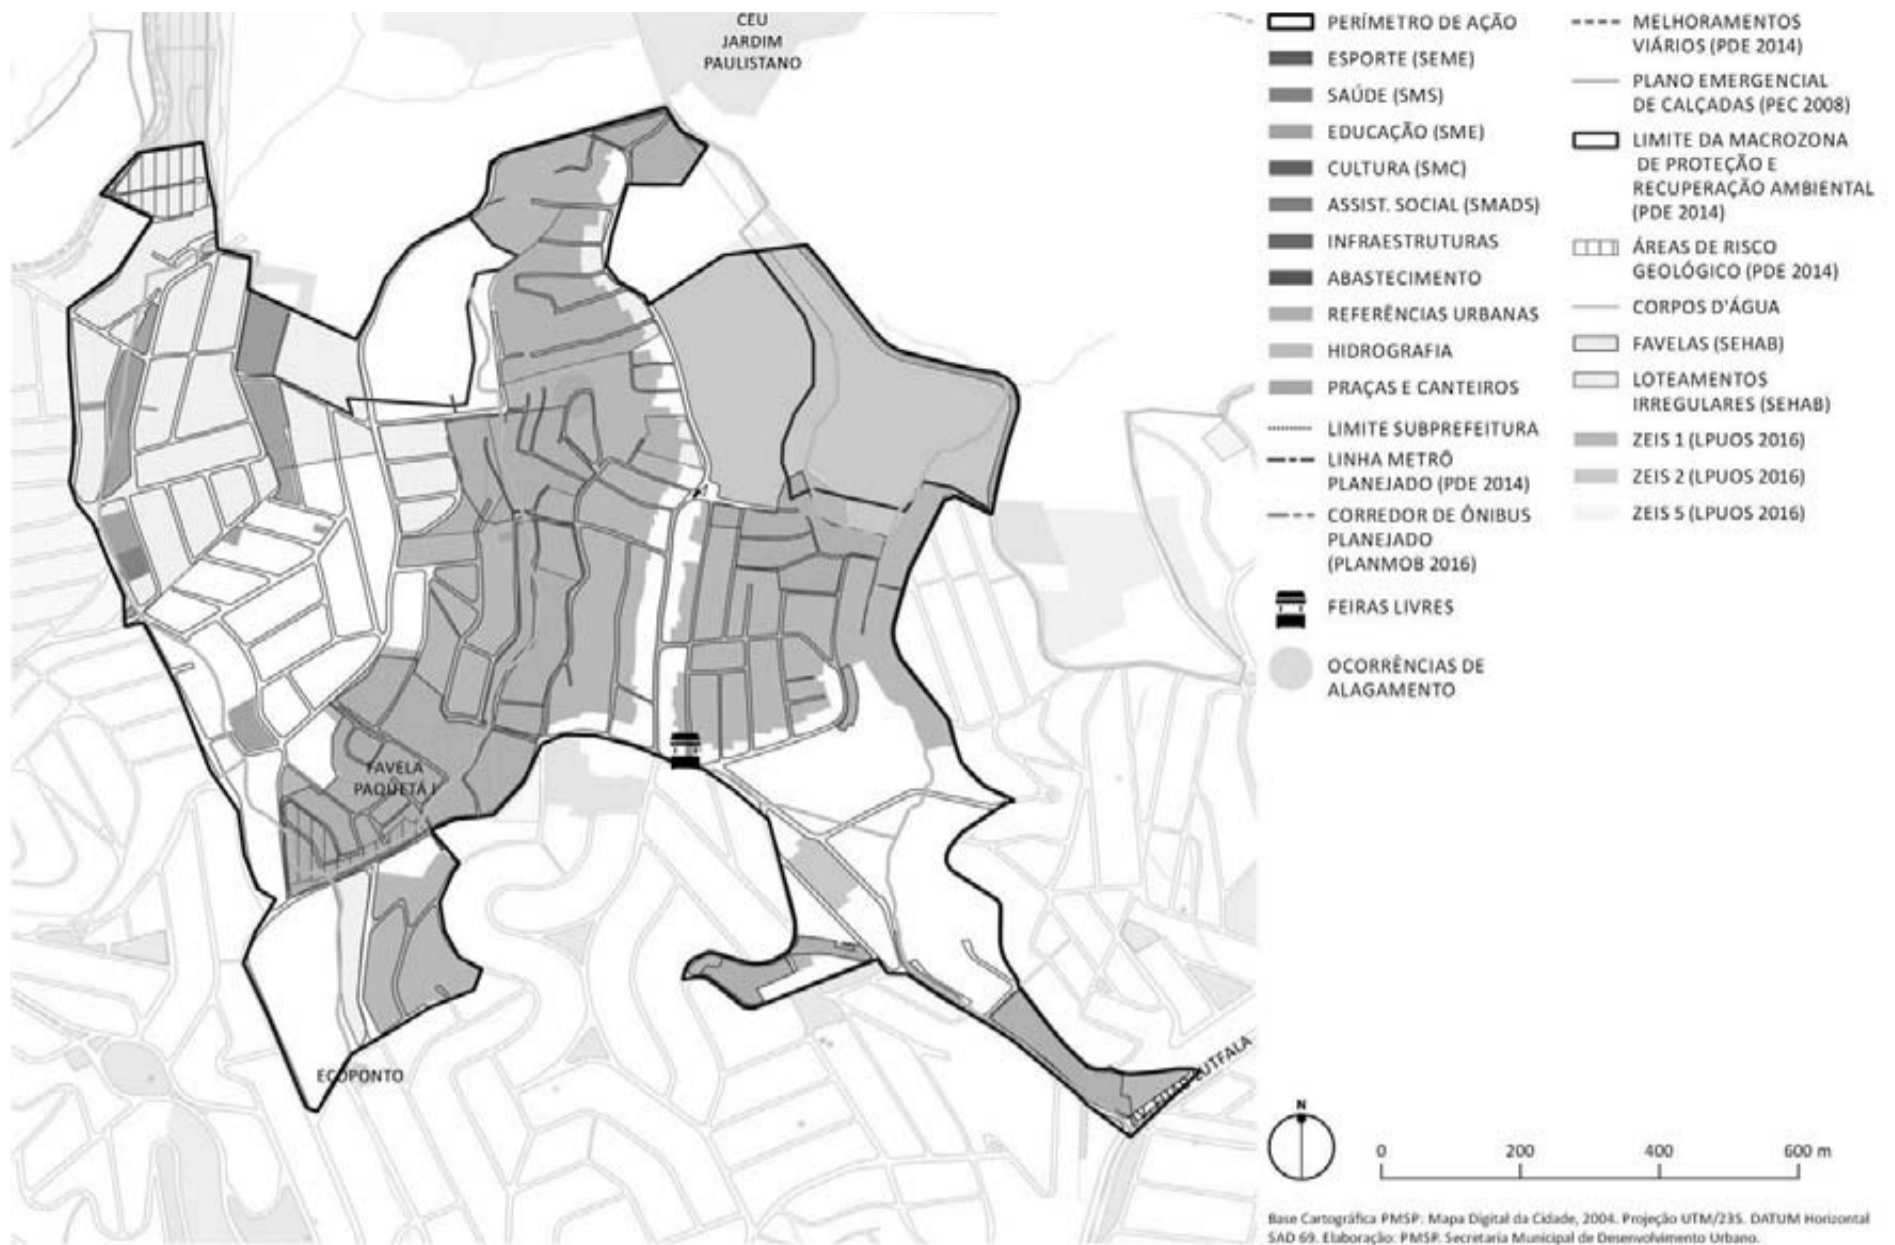 CEU
JARDIM
PAULISTANO
FAVELA
PAQUETÁ I
ECOPONTO
AV. ELIAS LUTFALA
PERÍMETRO DE AÇÃO
ESPORTE (SEME)
SAÚDE (SMS)
EDUCAÇÃO (SME)
CULTURA (SMC)
ASSIST. SOCIAL (SMADS)
INFRAESTRUTURAS
ABASTECIMENTO
REFERÊNCIAS URBANAS
HIDROGRAFIA
PRAÇAS E CANTEIROS
LIMITE SUBPREFEITURA
LINHA METRÔ
PLANEJADO (PDE 2014)
CORREDOR DE ÔNIBUS
PLANEJADO
(PLANMOB 2016)
FEIRAS LIVRES
OCORRÊNCIAS DE
ALAGAMENTO
MELHORAMENTOS
VIÁRIOS (PDE 2014)
PLANO EMERGENCIAL
DE CALÇADAS (PEC 2008)
LIMITE DA MACROZONA
DE PROTEÇÃO E
RECUPERAÇÃO AMBIENTAL
(PDE 2014)
ÁREAS DE RISCO
GEOLÓGICO (PDE 2014)
CORPOS D'ÁGUA
FAVELAS (SEHAB)
LOTEAMENTOS
IRREGULARES (SEHAB)
ZEIS 1 (LPUOS 2016)
ZEIS 2 (LPUOS 2016)
ZEIS 5 (LPUOS 2016)
N
0 200 400 600 m
Base Cartográfica PMSP: Mapa Digital da Cidade, 2004. Projeção UTM/23S. DATUM Horizontal
SAD 69. Elaboração: PMSP. Secretaria Municipal de Desenvolvimento Urbano.